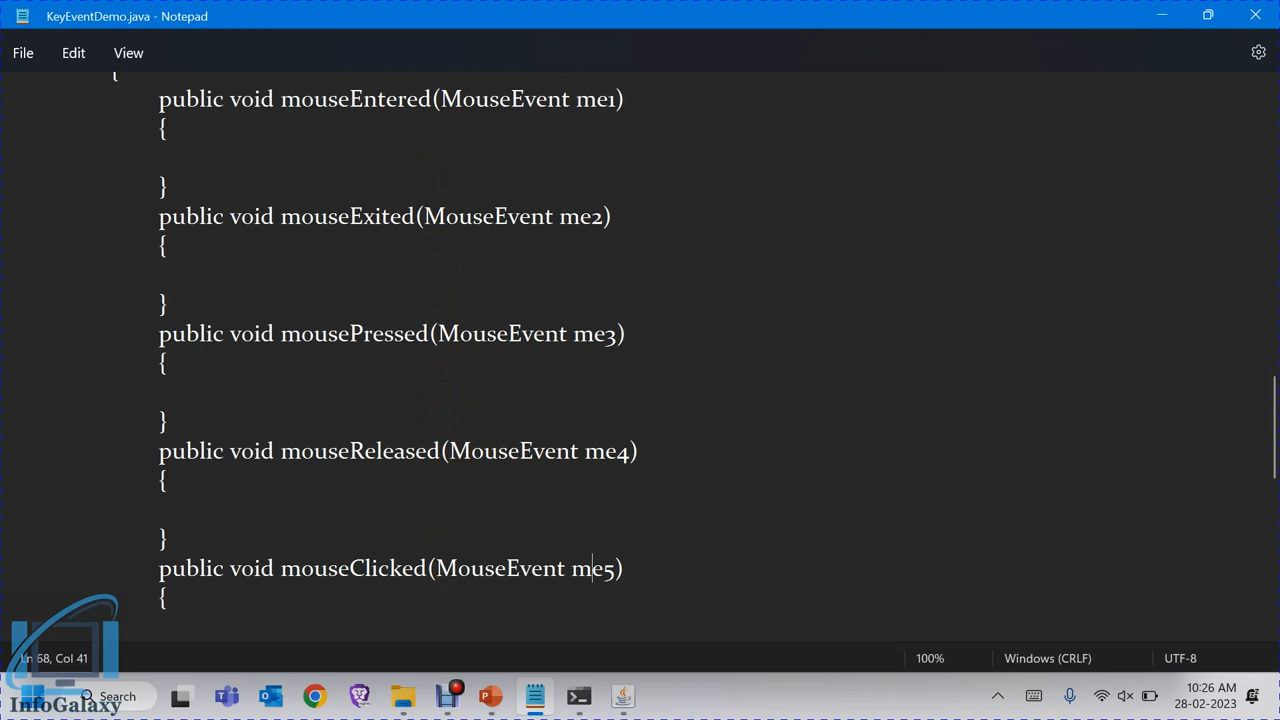 KeyEventDemo.java - Notepad
File Edit View
{
public void mouseEntered(MouseEvent me1)
{
}
public void mouseExited(MouseEvent me2)
{
}
public void mousePressed(MouseEvent me3)
{
}
public void mouseReleased(MouseEvent me4)
{
}
public void mouseClicked(MouseEvent me5)
{
Ln 68, Col 41 100% Windows (CRLF) UTF-8
Search
10:26 AM
28-02-2023
InfoGalaxy